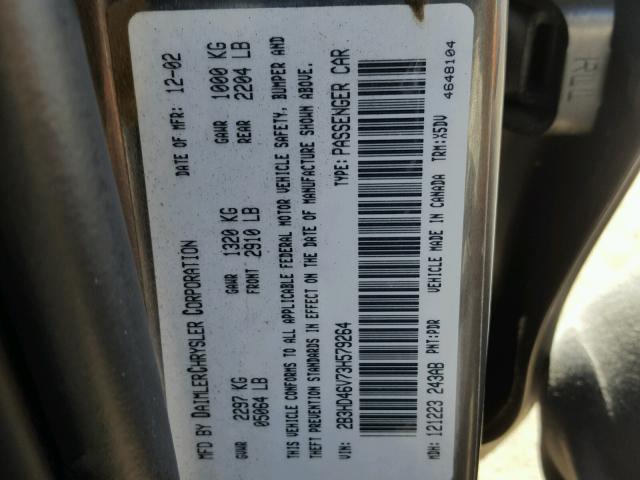 MFD BY DAIMLERCHRYSLER CORPORATION DATE OF MFR: 12-02
GVWR 2297 KG 05064 LB GAWR FRONT 1320 KG 2910 LB GAWR REAR 1000 KG 2204 LB
THIS VEHICLE CONFORMS TO ALL APPLICABLE FEDERAL MOTOR VEHICLE SAFETY, BUMPER AND
THEFT PREVENTION STANDARDS IN EFFECT ON THE DATE OF MANUFACTURE SHOWN ABOVE.
VIN: 2B3HD46V73H579264 TYPE: PASSENGER CAR
MDH: 121223 243AB PNT:PDR VEHICLE MADE IN CANADA TRM:X5DV
4648104